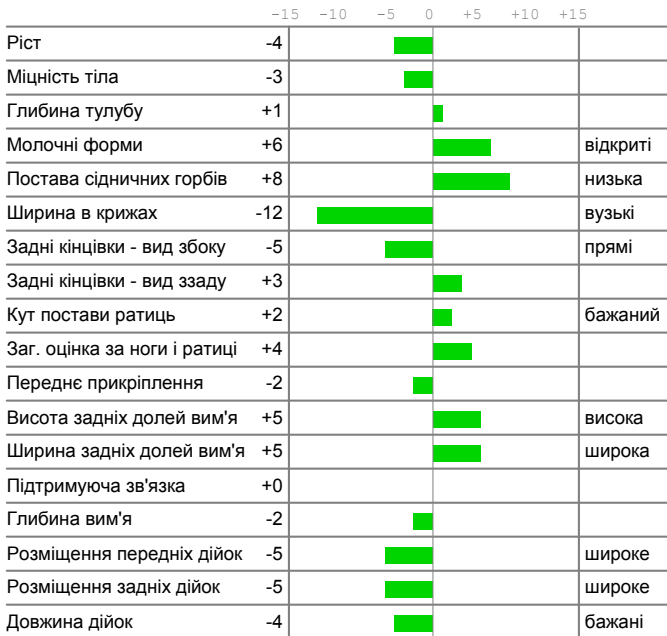 -15 -10 -5 0 +5 +10 +15
Ріст -4
Міцність тіла -3
Глибина тулубу +1
Молочні форми +6 відкриті
Постава сідничних горбів +8 низька
Ширина в крижах -12 вузькі
Задні кінцівки - вид збоку -5 прямі
Задні кінцівки - вид ззаду +3
Кут постави ратиць +2 бажаний
Заг. оцінка за ноги і ратиці +4
Переднє прикріплення -2
Висота задніх долей вим'я +5 висока
Ширина задніх долей вим'я +5 широка
Підтримуюча зв'язка +0
Глибина вим'я -2
Розміщення передніх дійок -5 широке
Розміщення задніх дійок -5 широке
Довжина дійок -4 бажані